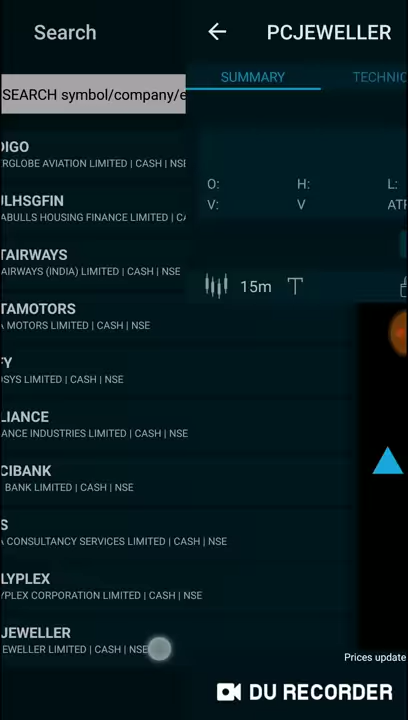 Search
SEARCH symbol/company/e
DIGO
RGLOBE AVIATION LIMITED | CASH | NSE
ULHSGFIN
ABULLS HOUSING FINANCE LIMITED | CA
TAIRWAYS
AIRWAYS (INDIA) LIMITED | CASH | NSE
TAMOTORS
A MOTORS LIMITED | CASH | NSE
FY
OSYS LIMITED | CASH | NSE
LIANCE
ANCE INDUSTRIES LIMITED | CASH | NSE
CIBANK
BANK LIMITED | CASH | NSE
S
A CONSULTANCY SERVICES LIMITED | CASH | NSE
LYPLEX
YPLEX CORPORATION LIMITED | CASH | NSE
JEWELLER
EWELLER LIMITED | CASH | NSE
← PCJEWELLER
SUMMARY TECHNIC
O: H: L:
V: V ATP
15m T
Prices update
DU RECORDER